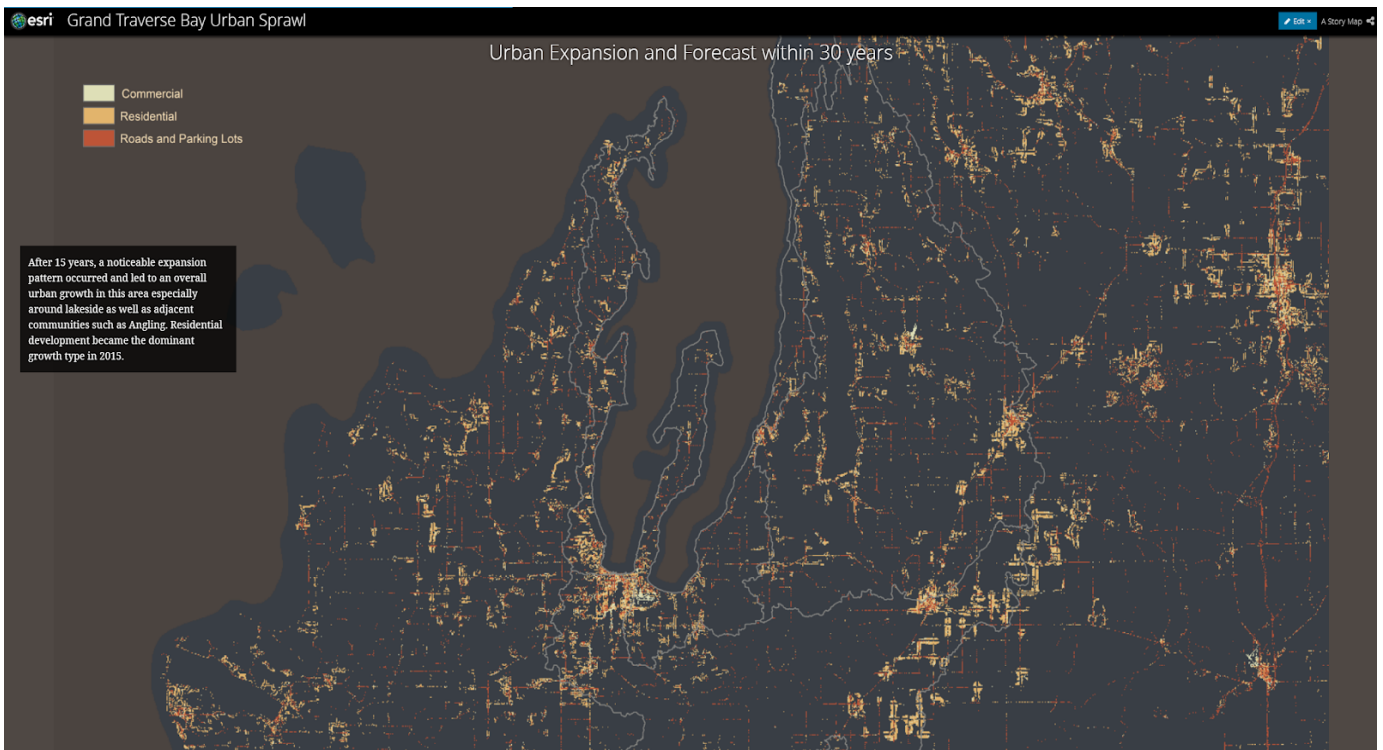 esri Grand Traverse Bay Urban Sprawl
Edit ×
A Story Map
Urban Expansion and Forecast within 30 years
Commercial
Residential
Roads and Parking Lots
After 15 years, a noticeable expansion
pattern occurred and led to an overall
urban growth in this area especially
around lakeside as well as adjacent
communities such as Angling. Residential
development became the dominant
growth type in 2015.